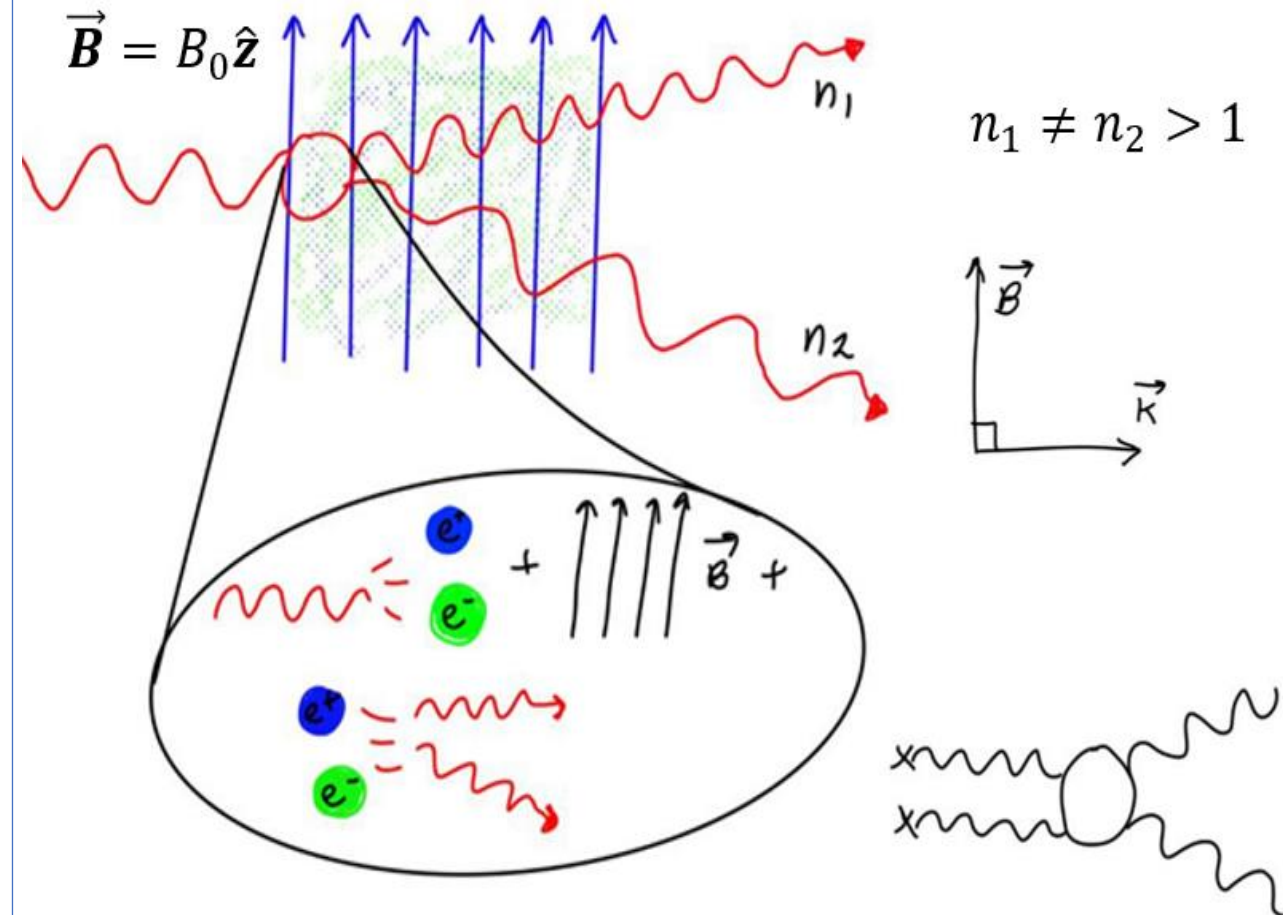 B⃗ = B₀ẑ
n₁
n₁ ≠ n₂ > 1
B⃗
n₂
K⃗
e⁺
+ B⃗ +
e⁻
e⁺
e⁻
x
x